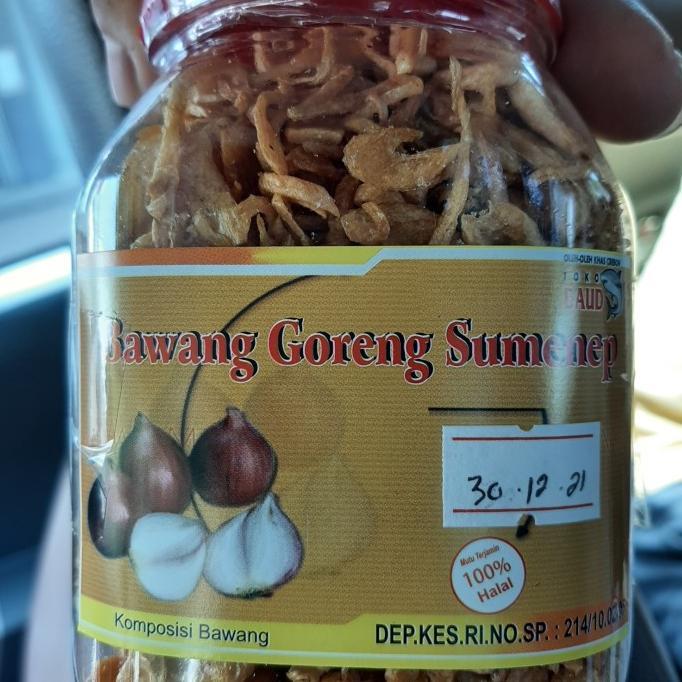 OLEH-OLEH KHAS CIREBON
TOKO
DAUD
Bawang Goreng Sumenep
30.12.21
Mutu Terjamin
100%
Halal
Komposisi Bawang
DEP.KES.RI.NO.SP. : 214/10.02/